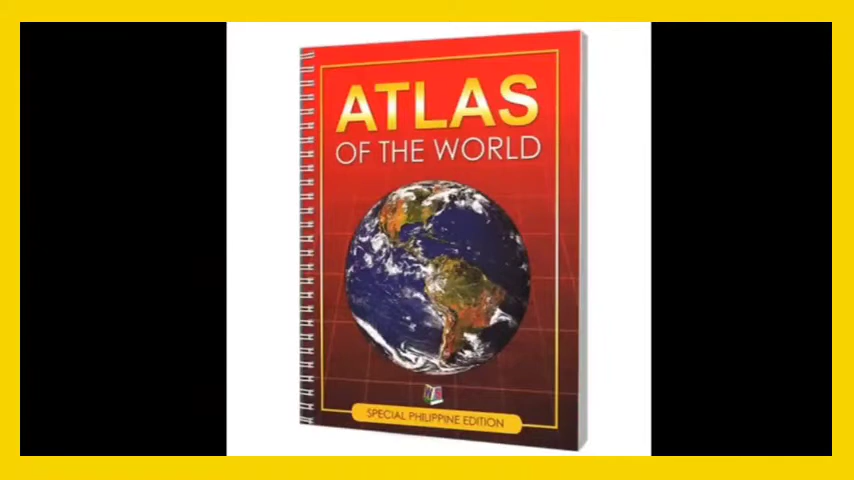 ATLAS
OF THE WORLD
SPECIAL PHILIPPINE EDITION